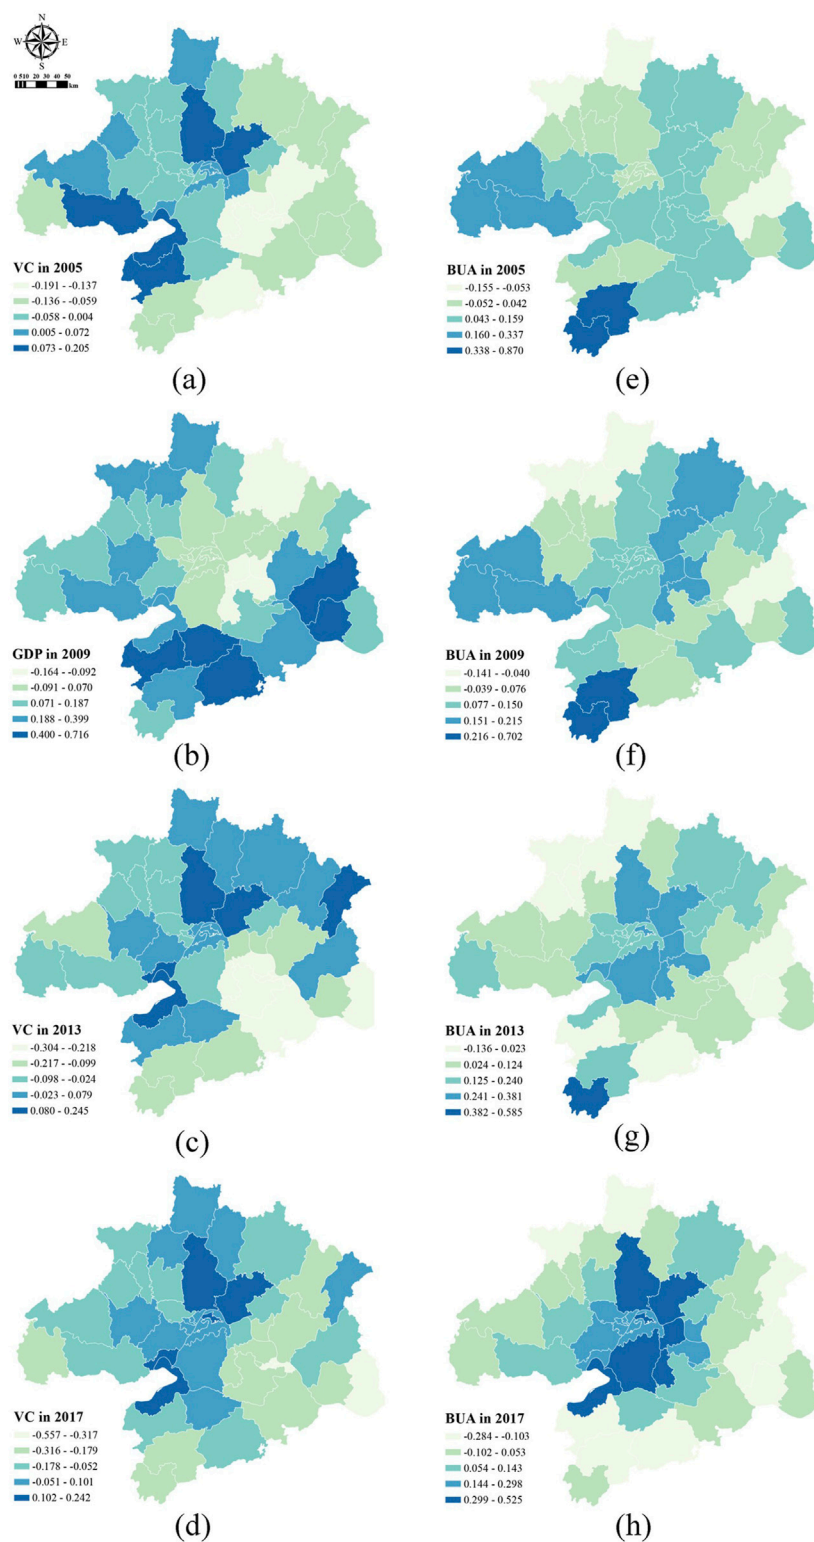 N
W E
S
0 5 10 20 30 40 50
km
VC in 2005
-0.191 - -0.137
-0.136 - -0.059
-0.058 - 0.004
0.005 - 0.072
0.073 - 0.205
(a)
BUA in 2005
-0.155 - -0.053
-0.052 - 0.042
0.043 - 0.159
0.160 - 0.337
0.338 - 0.870
(e)
GDP in 2009
-0.164 - -0.092
-0.091 - 0.070
0.071 - 0.187
0.188 - 0.399
0.400 - 0.716
(b)
BUA in 2009
-0.141 - -0.040
-0.039 - 0.076
0.077 - 0.150
0.151 - 0.215
0.216 - 0.702
(f)
VC in 2013
-0.304 - -0.218
-0.217 - -0.099
-0.098 - -0.024
-0.023 - 0.079
0.080 - 0.245
(c)
BUA in 2013
-0.136 - 0.023
0.024 - 0.124
0.125 - 0.240
0.241 - 0.381
0.382 - 0.585
(g)
VC in 2017
-0.557 - -0.317
-0.316 - -0.179
-0.178 - -0.052
-0.051 - 0.101
0.102 - 0.242
(d)
BUA in 2017
-0.284 - -0.103
-0.102 - 0.053
0.054 - 0.143
0.144 - 0.298
0.299 - 0.525
(h)